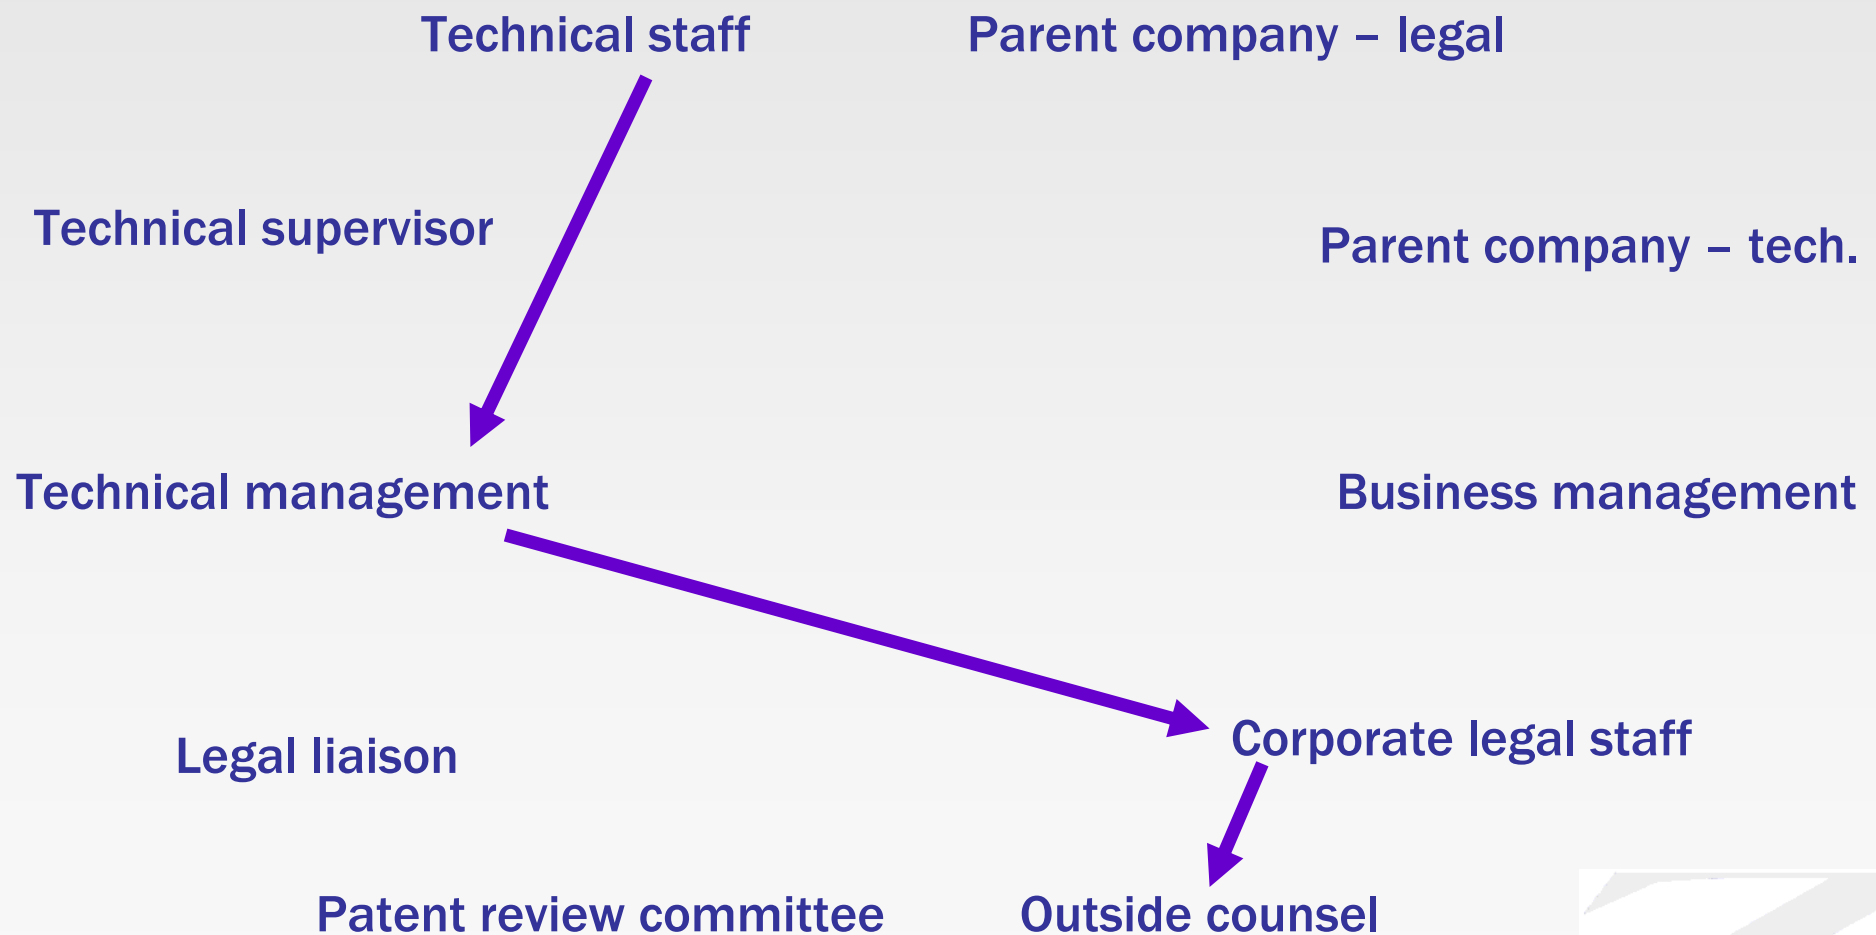 Technical staff
Parent company – legal
Technical supervisor
Parent company – tech.
Technical management
Business management
Legal liaison
Corporate legal staff
Patent review committee
Outside counsel